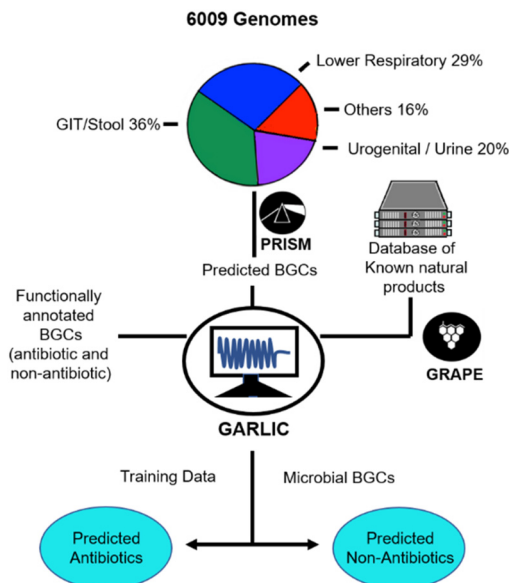 6009 Genomes
Lower Respiratory 29%
Others 16%
GIT/Stool 36%
Urogenital / Urine 20%
PRISM
Predicted BGCs
Database of
Known natural
products
Functionally
annotated
BGCs
(antibiotic and
non-antibiotic)
GRAPE
GARLIC
Training Data
Microbial BGCs
Predicted
Antibiotics
Predicted
Non-Antibiotics